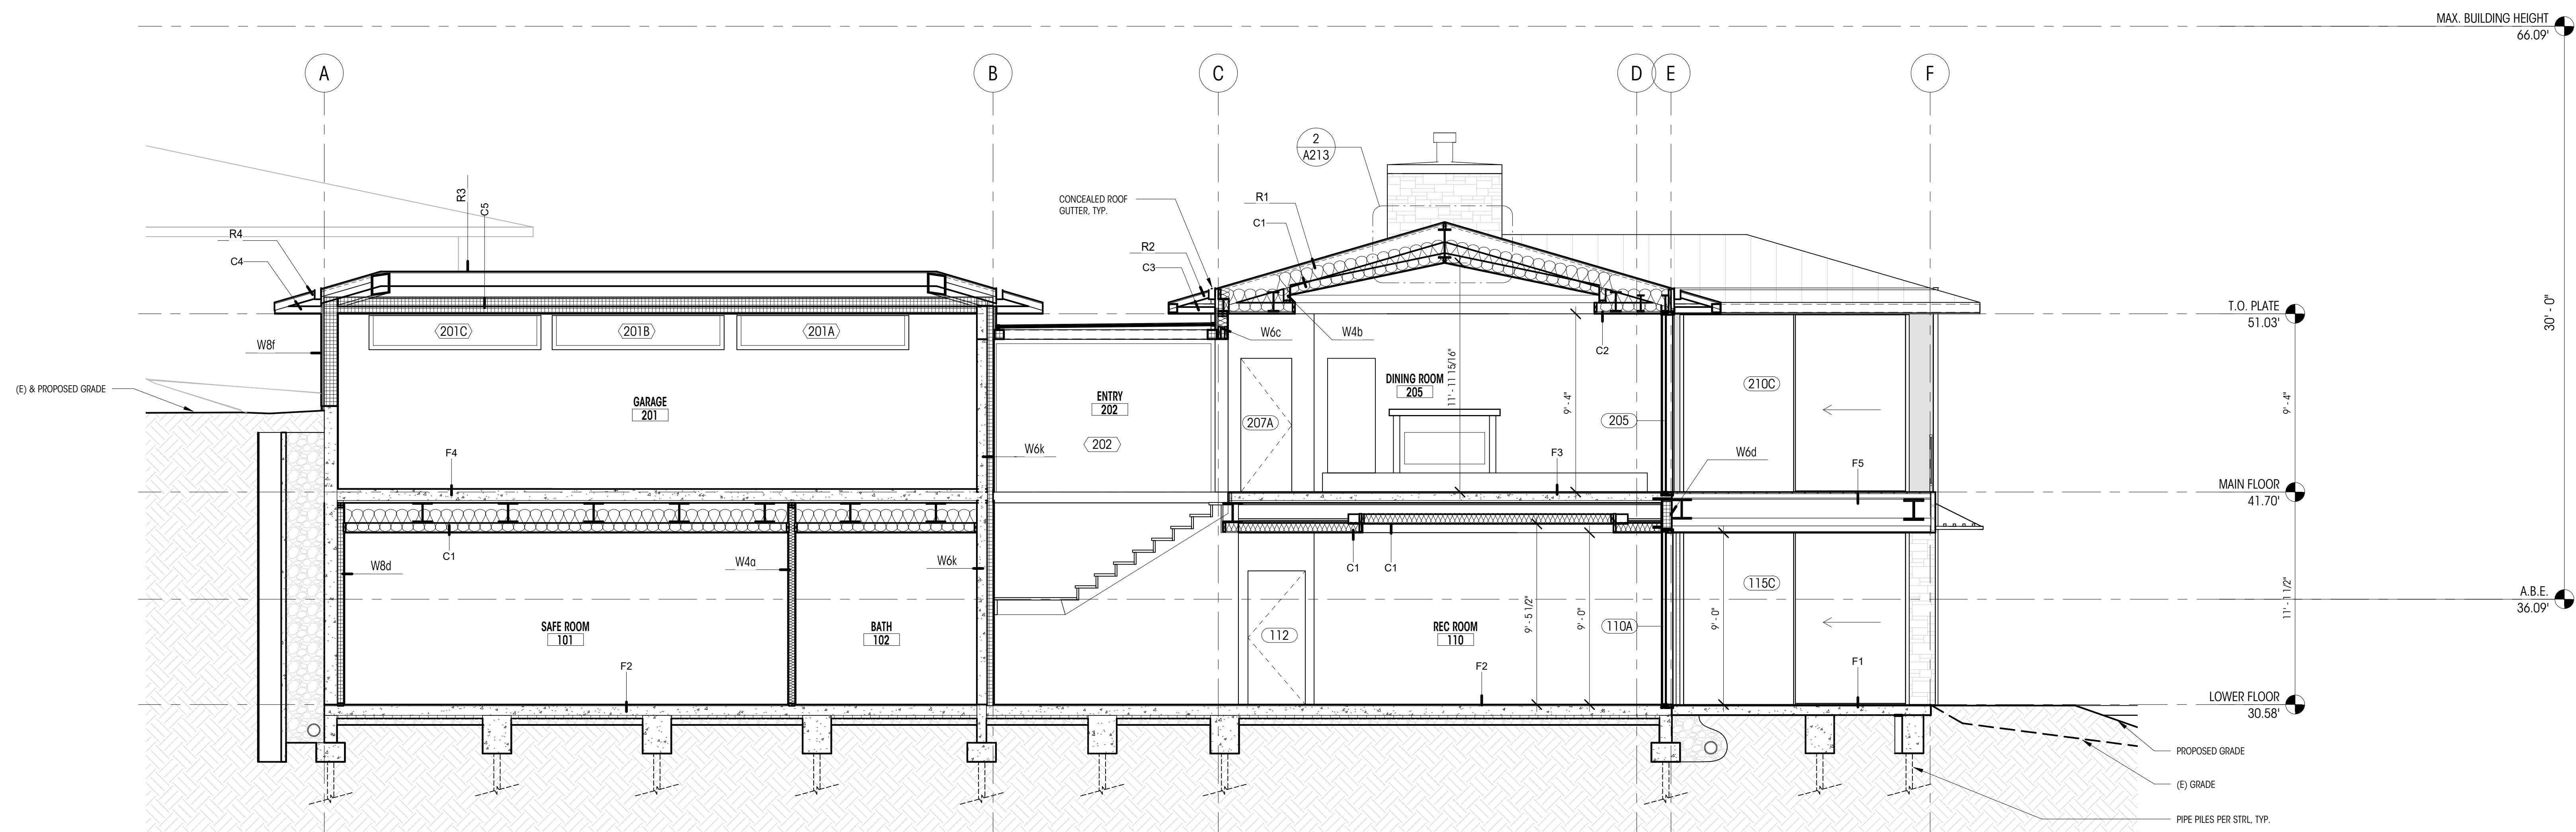 MAX. BUILDING HEIGHT
66.09'
A
B
C
D
E
F
2
A213
R3
C5
CONCEALED ROOF
GUTTER, TYP.
R1
C1
R4
C4
R2
C3
T.O. PLATE
51.03'
30' - 0"
201C
201B
201A
W8f
W6c
W4b
C2
(E) & PROPOSED GRADE
GARAGE
201
ENTRY
202
202
DINING ROOM
205
11' - 11 15/16"
9' - 4"
210C
9' - 4"
207A
205
F4
W6k
F3
W6d
F5
MAIN FLOOR
41.70'
C1
W8d
W4a
W6k
C1
C1
115C
11' - 1 1/2"
A.B.E.
36.09'
SAFE ROOM
101
BATH
102
112
REC ROOM
110
9' - 5 1/2"
9' - 0"
110A
9' - 0"
F2
F2
F1
LOWER FLOOR
30.58'
PROPOSED GRADE
(E) GRADE
PIPE PILES PER STRL, TYP.